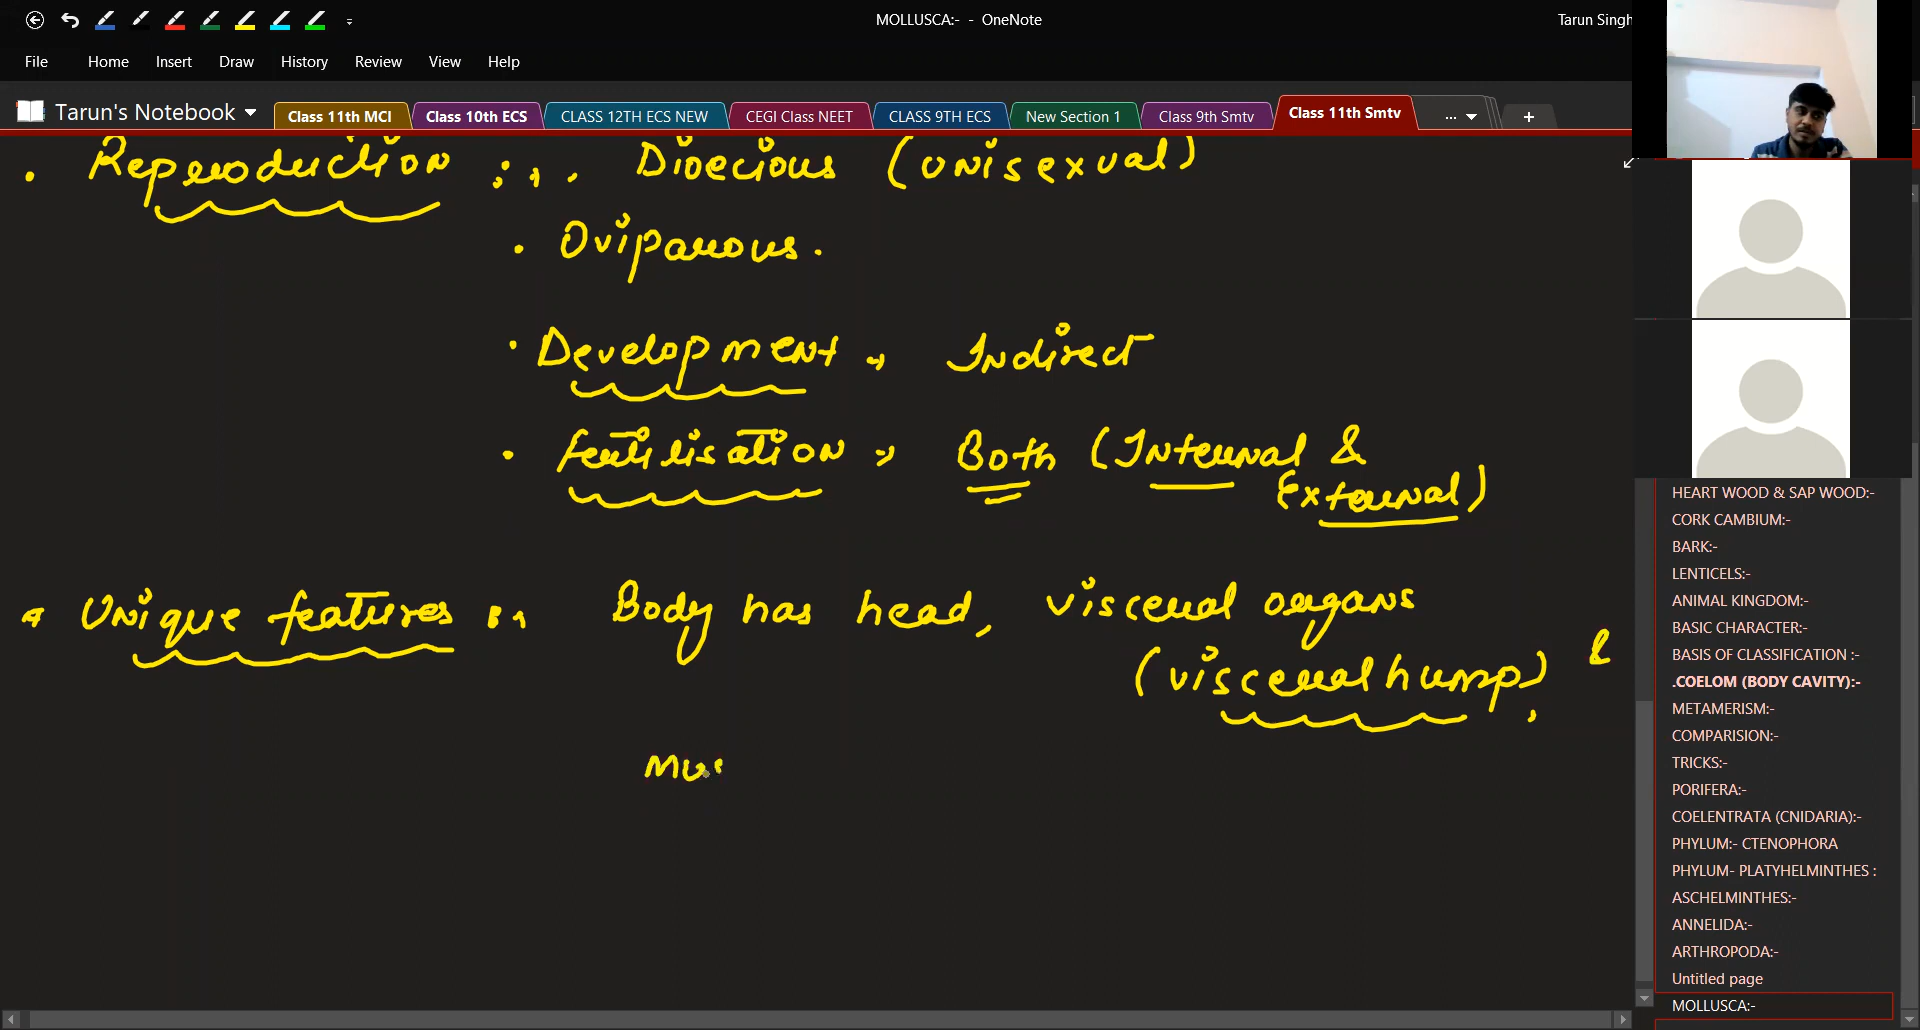 MOLLUSCA:- - OneNote
Tarun Singh
File Home Insert Draw History Review View Help
Tarun's Notebook
Class 11th MCI Class 10th ECS CLASS 12TH ECS NEW CEGI Class NEET CLASS 9TH ECS New Section 1 Class 9th Smtv Class 11th Smtv ... +
. Reproduction :, . Dioecious (Unisexual)
. Oviparous.
. Development , Indirect
. fertilisation , Both (Internal &
External)
Unique features :, Body has head, visceral organs
(visceral hump) , &
Mus
HEART WOOD & SAP WOOD:-
CORK CAMBIUM:-
BARK:-
LENTICELS:-
ANIMAL KINGDOM:-
BASIC CHARACTER:-
BASIS OF CLASSIFICATION :-
.COELOM (BODY CAVITY):-
METAMERISM:-
COMPARISION:-
TRICKS:-
PORIFERA:-
COELENTRATA (CNIDARIA):-
PHYLUM:- CTENOPHORA
PHYLUM- PLATYHELMINTHES :
ASCHELMINTHES:-
ANNELIDA:-
ARTHROPODA:-
Untitled page
MOLLUSCA:-